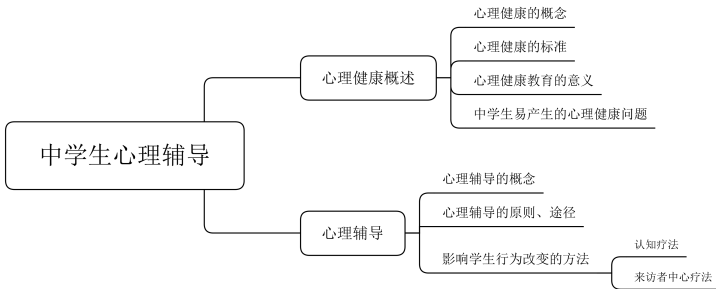 中学生心理辅导
心理健康概述
心理健康的概念
心理健康的标准
心理健康教育的意义
中学生易产生的心理健康问题
心理辅导
心理辅导的概念
心理辅导的原则、途径
影响学生行为改变的方法
认知疗法
来访者中心疗法